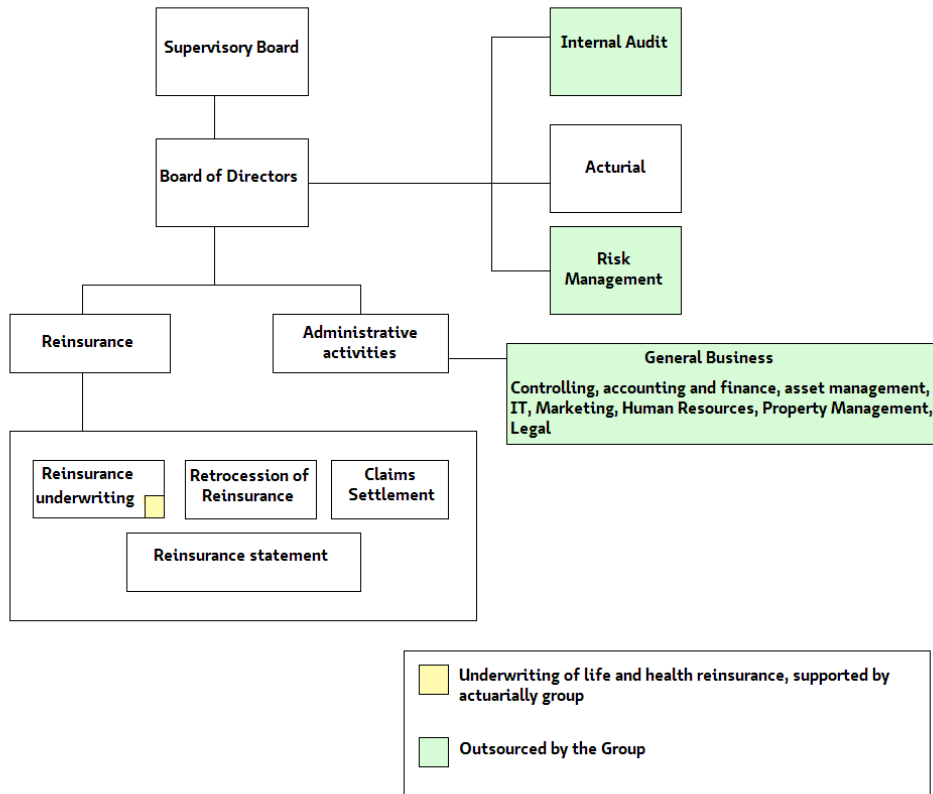 Supervisory Board
Internal Audit
Board of Directors
Acturial
Risk
Management
Reinsurance
Administrative
activities
General Business
Controlling, accounting and finance, asset management,
IT, Marketing, Human Resources, Property Management,
Legal
Reinsurance
underwriting
Retrocession of
Reinsurance
Claims
Settlement
Reinsurance statement
Underwriting of life and health reinsurance, supported by
actuarially group
Outsourced by the Group